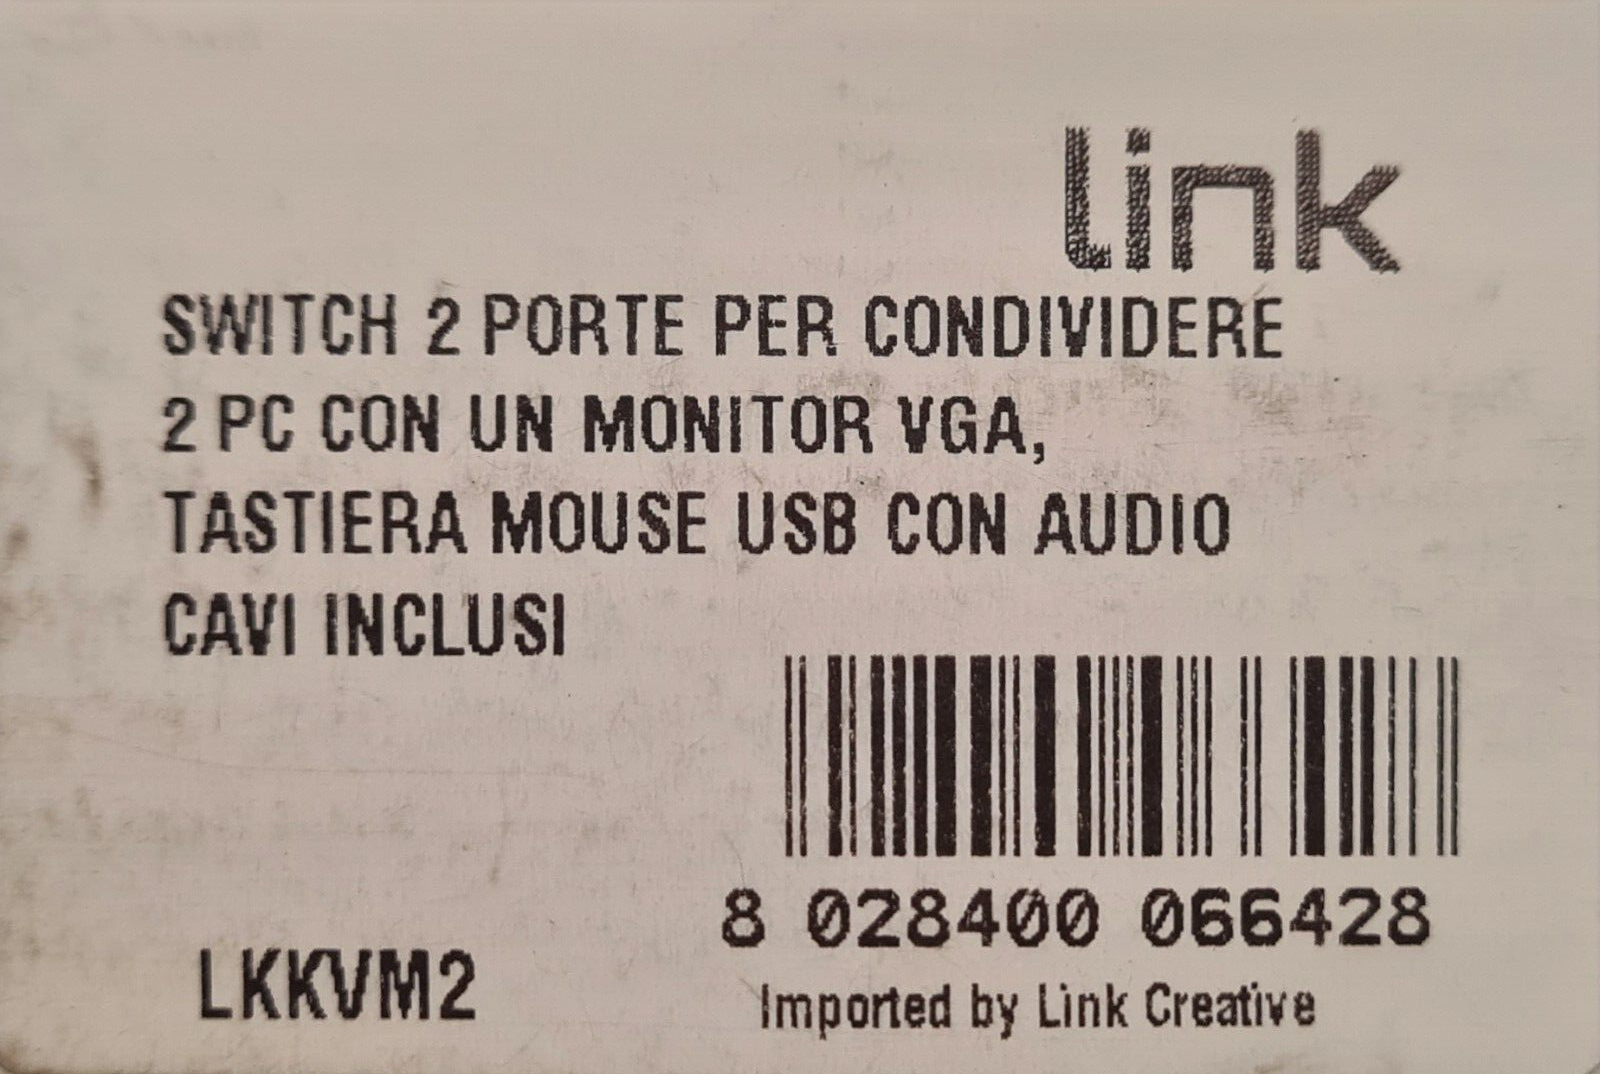 link
SWITCH 2 PORTE PER CONDIVIDERE
2 PC CON UN MONITOR VGA,
TASTIERA MOUSE USB CON AUDIO
CAVI INCLUSI
8 028400 066428
LKKVM2
Imported by Link Creative